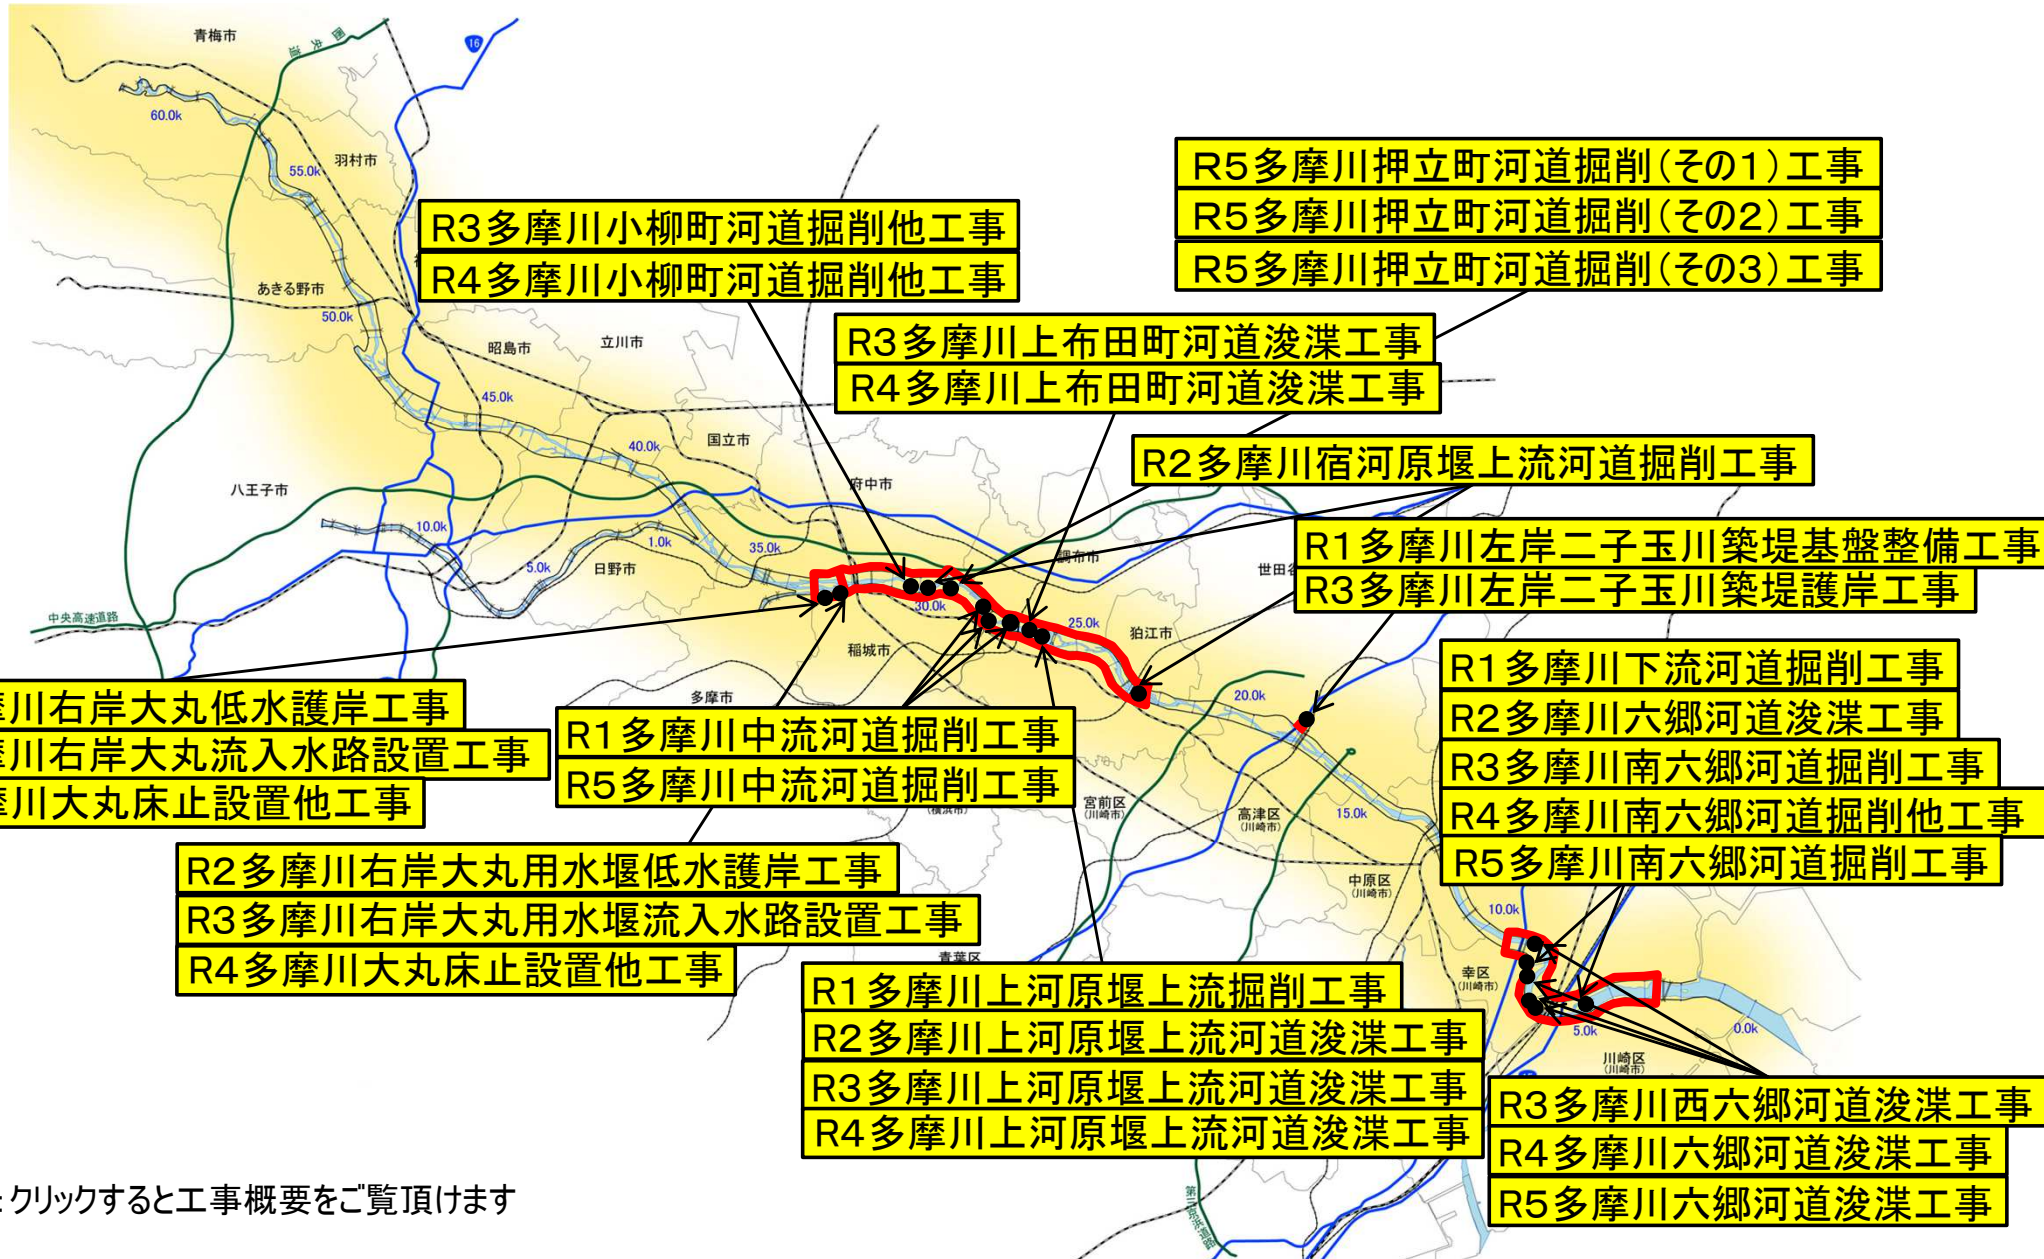 青梅市
圏央道
16
60.0k
羽村市
55.0k
R5多摩川押立町河道掘削(その1)工事
R5多摩川押立町河道掘削(その2)工事
R5多摩川押立町河道掘削(その3)工事
R3多摩川小柳町河道掘削他工事
R4多摩川小柳町河道掘削他工事
あきる野市
50.0k
昭島市
立川市
R3多摩川上布田町河道浚渫工事
R4多摩川上布田町河道浚渫工事
45.0k
40.0k
国立市
R2多摩川宿河原堰上流河道掘削工事
八王子市
府中市
10.0k
1.0k
35.0k
5.0k
日野市
調布市
世田谷
R1多摩川左岸二子玉川築堤基盤整備工事
R3多摩川左岸二子玉川築堤護岸工事
中央高速道路
30.0k
25.0k
狛江市
稲城市
多摩市
20.0k
摩川右岸大丸低水護岸工事
摩川右岸大丸流入水路設置工事
摩川大丸床止設置他工事
R1多摩川中流河道掘削工事
R5多摩川中流河道掘削工事
R1多摩川下流河道掘削工事
R2多摩川六郷河道浚渫工事
R3多摩川南六郷河道掘削工事
R4多摩川南六郷河道掘削他工事
R5多摩川南六郷河道掘削工事
(横浜市)
宮前区
(川崎市)
高津区
(川崎市)
15.0k
中原区
(川崎市)
R2多摩川右岸大丸用水堰低水護岸工事
R3多摩川右岸大丸用水堰流入水路設置工事
R4多摩川大丸床止設置他工事
10.0k
青葉区
幸区
(川崎市)
R1多摩川上河原堰上流掘削工事
R2多摩川上河原堰上流河道浚渫工事
R3多摩川上河原堰上流河道浚渫工事
R4多摩川上河原堰上流河道浚渫工事
5.0k
0.0k
川崎区
(川崎市)
R3多摩川西六郷河道浚渫工事
R4多摩川六郷河道浚渫工事
R5多摩川六郷河道浚渫工事
第三京浜道路
:クリックすると工事概要をご覧頂けます